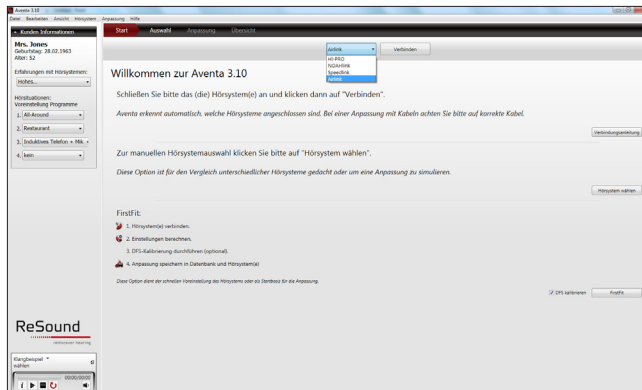 Aventa 3.10
Datei Bearbeiten Ansicht Hörsystem Anpassung Hilfe
Kunden Informationen
Start Auswahl Anpassung Übersicht
Mrs. Jones
Geburtstag: 28.02.1963
Alter: 52
Erfahrungen mit Hörsystemen:
Hohes...
Hörsituationen:
Voreinstellung Programme
1. All-Around
2. Restaurant
3. Induktives Telefon + Mik.
4. kein
Airlink
Verbinden
HI-PRO
NOAHlink
Speedlink
Airlink
Willkommen zur Aventa 3.10
Schließen Sie bitte das (die) Hörsystem(e) an und klicken dann auf "Verbinden".
Aventa erkennt automatisch, welche Hörsysteme angeschlossen sind. Bei einer Anpassung mit Kabeln achten Sie bitte auf korrekte Kabel.
Verbindungsanleitung
Zur manuellen Hörsystemauswahl klicken Sie bitte auf "Hörsystem wählen".
Diese Option ist für den Vergleich unterschiedlicher Hörsysteme gedacht oder um eine Anpassung zu simulieren.
Hörsystem wählen
FirstFit:
1. Hörsystem(e) verbinden.
2. Einstellungen berechnen.
3. DFS-Kalibrierung durchführen (optional).
4. Anpassung speichern in Datenbank und Hörsystem(e)
Diese Option dient der schnellen Voreinstellung des Hörsystems oder als Startbasis für die Anpassung.
DFS kalibrieren
FirstFit
ReSound
rediscover hearing
Klangbeispiel
wählen
00:00/00:00